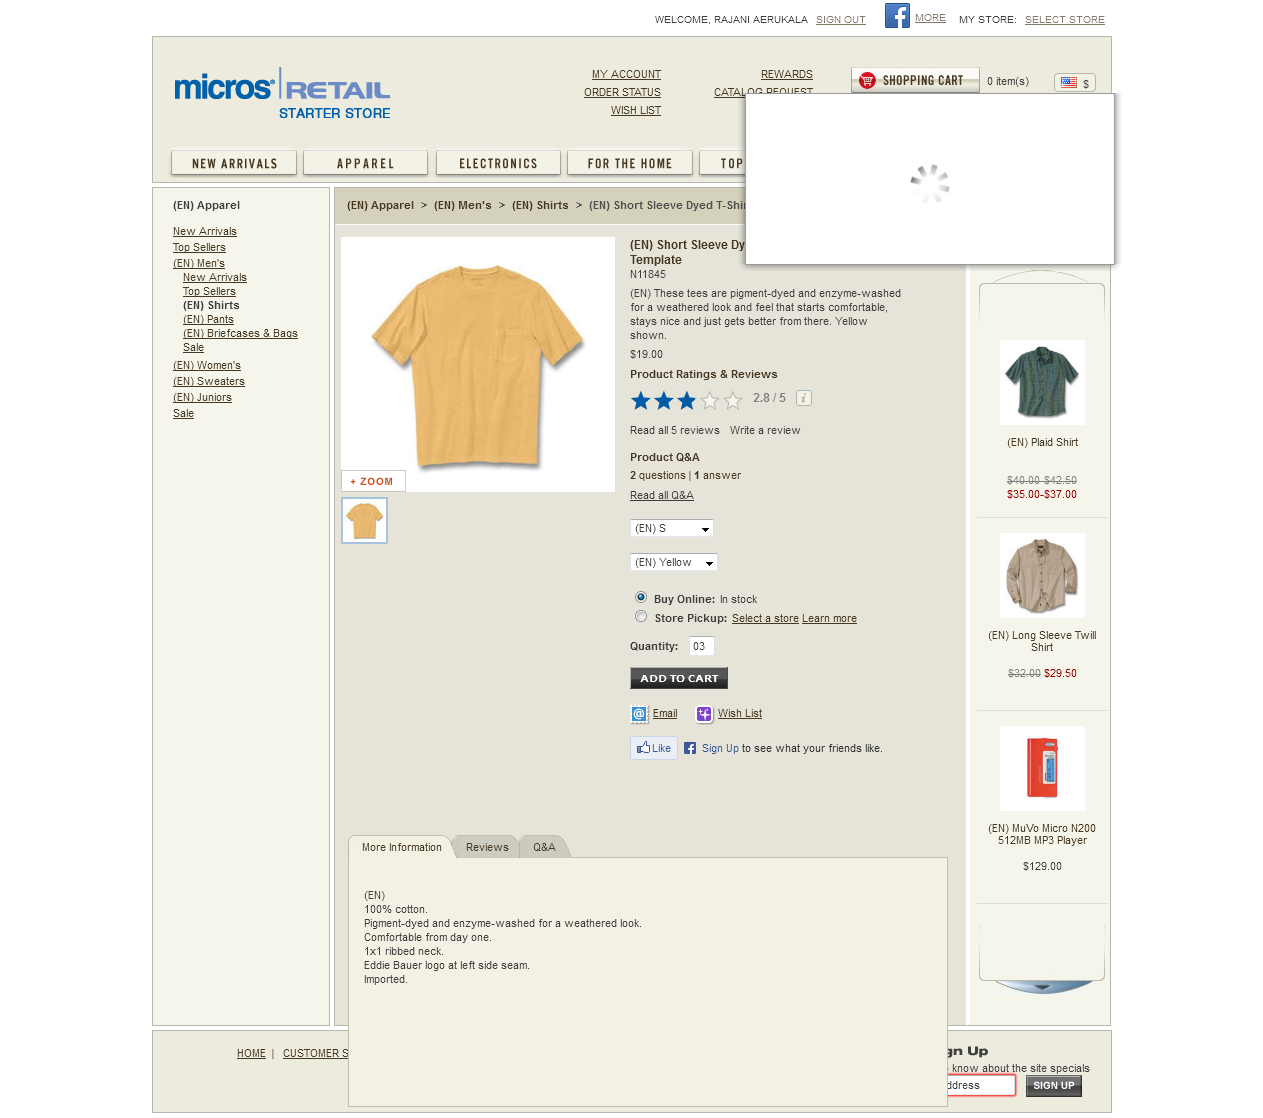 WELCOME, RAJANI AERUKALA SIGN OUT MORE MY STORE: SELECT STORE
micros RETAIL
STARTER STORE
MY ACCOUNT
ORDER STATUS
WISH LIST
REWARDS
CATALOG REQUEST
SHOPPING CART 0 item(s) $
NEW ARRIVALS APPAREL ELECTRONICS FOR THE HOME TOP
(EN) Apparel
New Arrivals
Top Sellers
(EN) Men's
New Arrivals
Top Sellers
(EN) Shirts
(EN) Pants
(EN) Briefcases & Bags
Sale
(EN) Women's
(EN) Sweaters
(EN) Juniors
Sale
(EN) Apparel > (EN) Men's > (EN) Shirts > (EN) Short Sleeve Dyed T-Shi
+ ZOOM
(EN) Short Sleeve Dy
Template
N11845
(EN) These tees are pigment-dyed and enzyme-washed
for a weathered look and feel that starts comfortable,
stays nice and just gets better from there. Yellow
shown.
$19.00
Product Ratings & Reviews
2.8 / 5 i
Read all 5 reviews Write a review
Product Q&A
2 questions | 1 answer
Read all Q&A
(EN) S
(EN) Yellow
Buy Online: In stock
Store Pickup: Select a store Learn more
Quantity: 03
ADD TO CART
@ Email Wish List
Like f Sign Up to see what your friends like.
(EN) Plaid Shirt
$40.00-$42.50
$35.00-$37.00
(EN) Long Sleeve Twill
Shirt
$32.00 $29.50
(EN) MuVo Micro N200
512MB MP3 Player
$129.00
More Information Reviews Q&A
(EN)
100% cotton.
Pigment-dyed and enzyme-washed for a weathered look.
Comfortable from day one.
1x1 ribbed neck.
Eddie Bauer logo at left side seam.
Imported.
HOME | CUSTOMER S
gn Up
know about the site specials
ddress SIGN UP